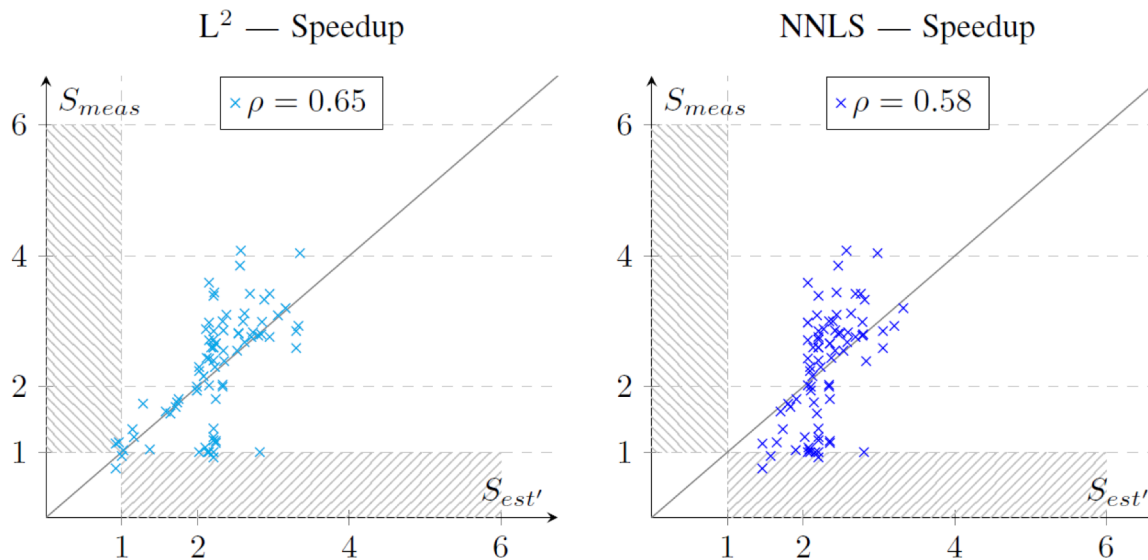 L² — Speedup
ρ = 0.65
S_meas
6
4
2
1
S_est′
1 2 4 6
NNLS — Speedup
ρ = 0.58
S_meas
6
4
2
1
S_est′
1 2 4 6